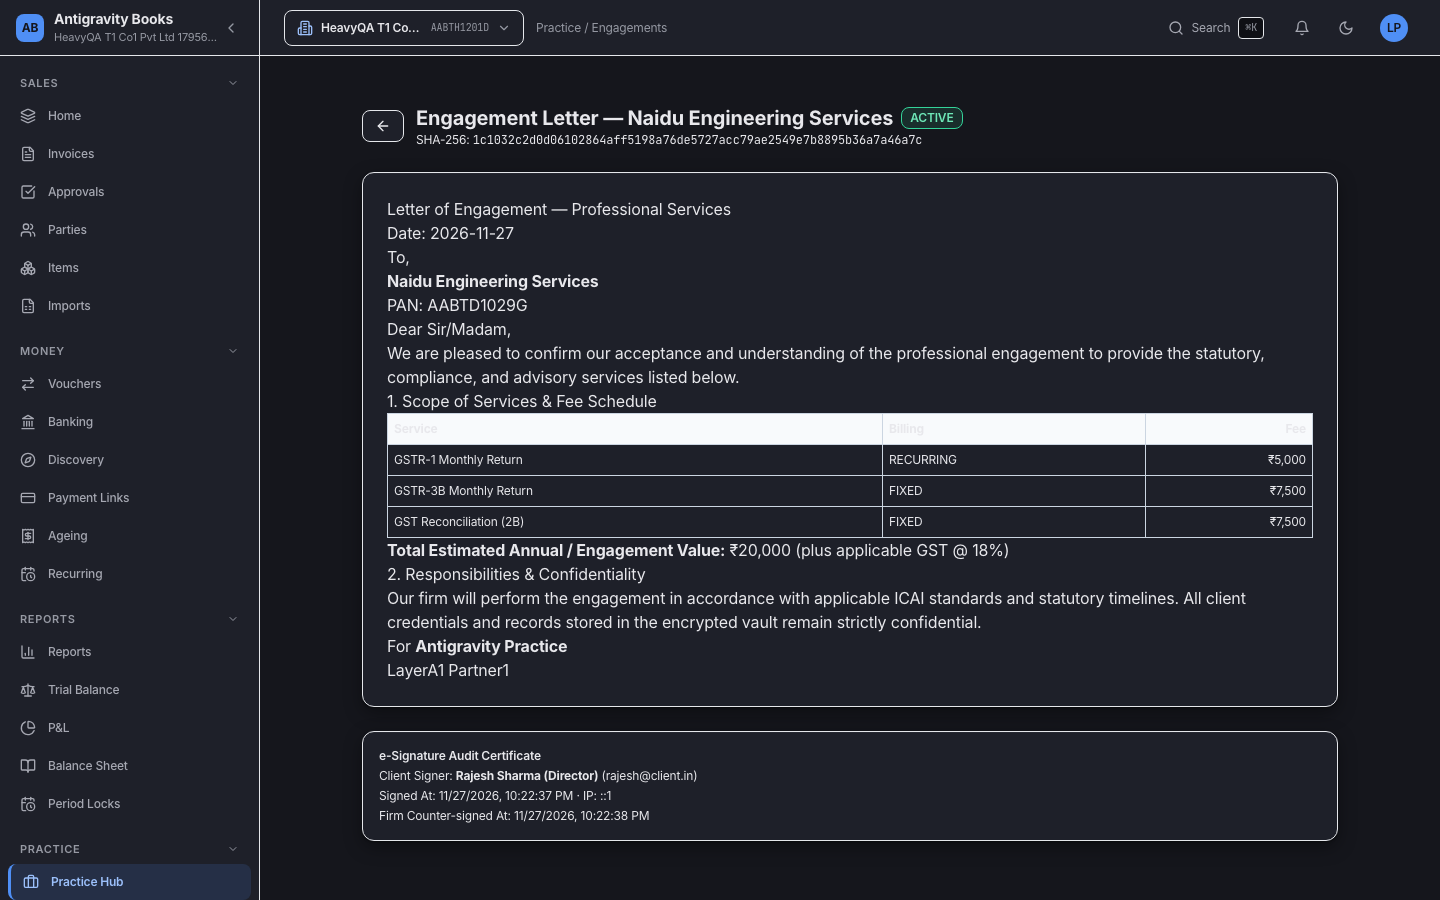 AB
Antigravity Books
HeavyQA T1 Co1 Pvt Ltd 17956...
HeavyQA T1 Co... AABTH1201D
Practice / Engagements
Search ⌘K
LP
SALES
Home
Invoices
Approvals
Parties
Items
Imports
MONEY
Vouchers
Banking
Discovery
Payment Links
Ageing
Recurring
REPORTS
Reports
Trial Balance
P&L
Balance Sheet
Period Locks
PRACTICE
Practice Hub
Engagement Letter — Naidu Engineering Services ACTIVE
SHA-256: 1c1032c2d0d06102864aff5198a76de5727acc79ae2549e7b8895b36a7a46a7c
Letter of Engagement — Professional Services
Date: 2026-11-27
To,
Naidu Engineering Services
PAN: AABTD1029G
Dear Sir/Madam,
We are pleased to confirm our acceptance and understanding of the professional engagement to provide the statutory,
compliance, and advisory services listed below.
1. Scope of Services & Fee Schedule
Service Billing Fee
GSTR-1 Monthly Return RECURRING ₹5,000
GSTR-3B Monthly Return FIXED ₹7,500
GST Reconciliation (2B) FIXED ₹7,500
Total Estimated Annual / Engagement Value: ₹20,000 (plus applicable GST @ 18%)
2. Responsibilities & Confidentiality
Our firm will perform the engagement in accordance with applicable ICAI standards and statutory timelines. All client
credentials and records stored in the encrypted vault remain strictly confidential.
For Antigravity Practice
LayerA1 Partner1
e-Signature Audit Certificate
Client Signer: Rajesh Sharma (Director) (rajesh@client.in)
Signed At: 11/27/2026, 10:22:37 PM · IP: ::1
Firm Counter-signed At: 11/27/2026, 10:22:38 PM